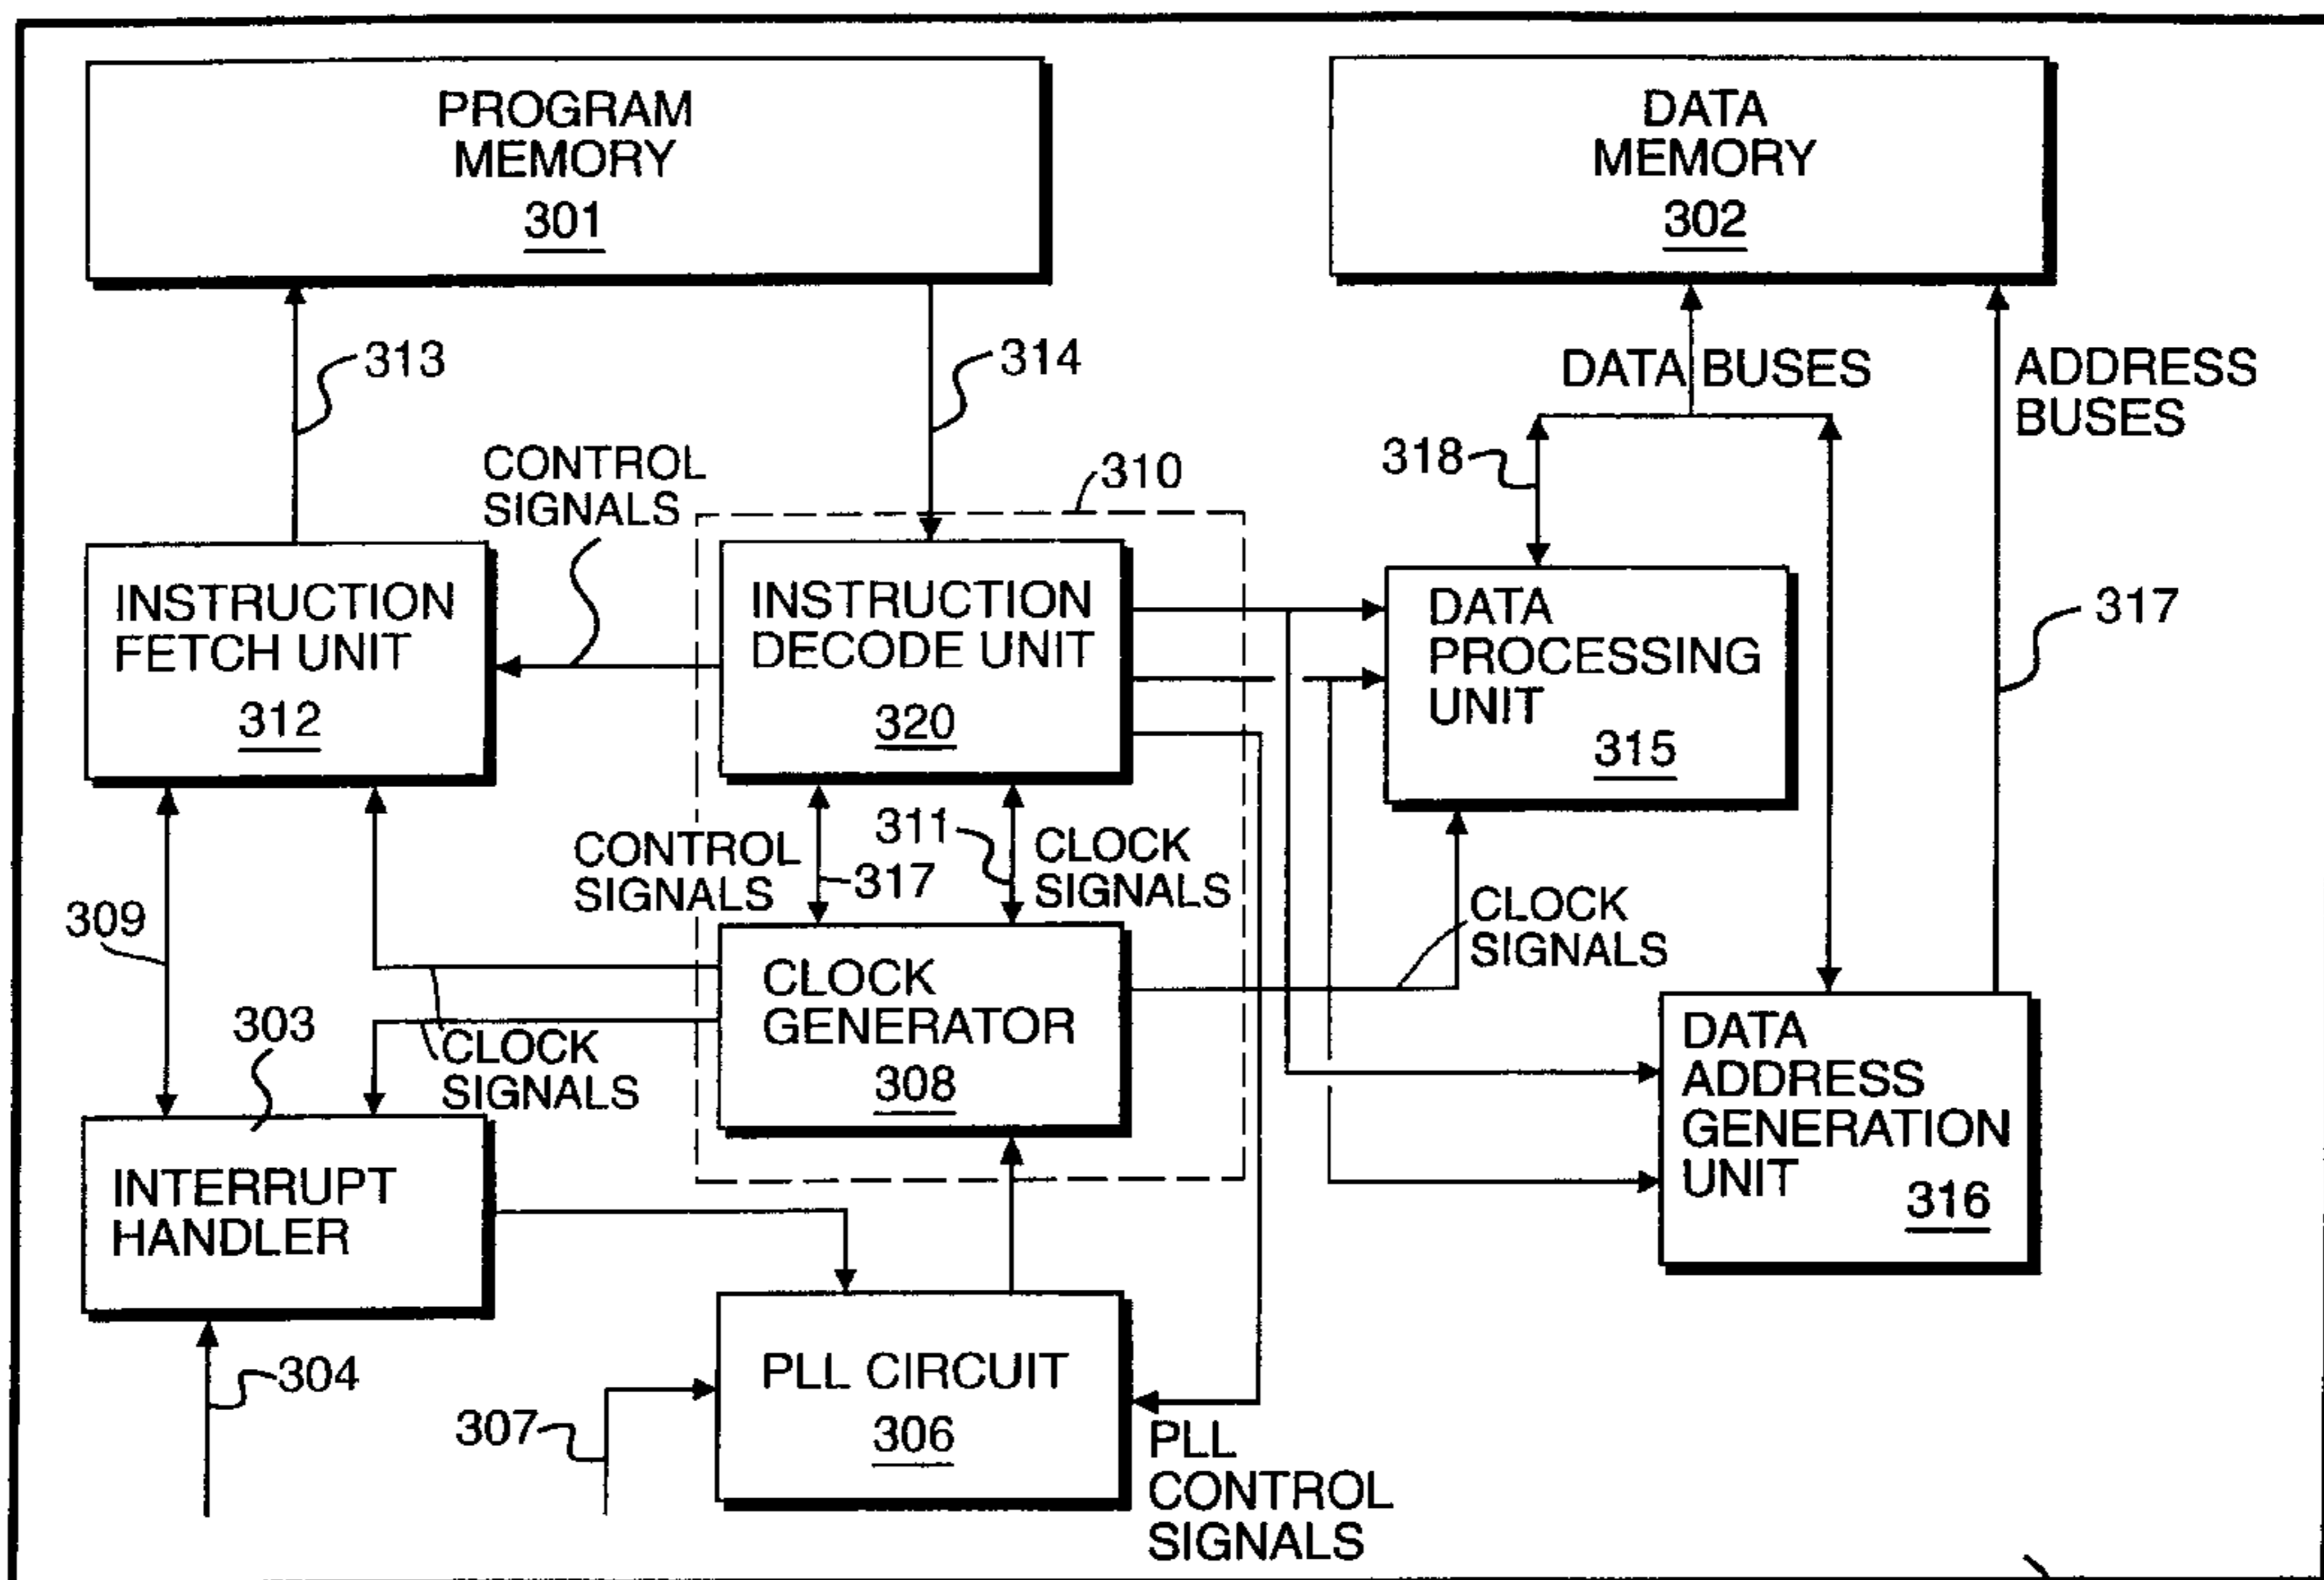 PROGRAM
MEMORY
301
DATA
MEMORY
302
313
314
DATA BUSES
ADDRESS
BUSES
CONTROL
SIGNALS
310
318
INSTRUCTION
FETCH UNIT
312
INSTRUCTION
DECODE UNIT
320
DATA
PROCESSING
UNIT
315
317
CONTROL
SIGNALS
317
311
CLOCK
SIGNALS
309
CLOCK
SIGNALS
303
CLOCK
SIGNALS
CLOCK
GENERATOR
308
DATA
ADDRESS
GENERATION
UNIT
316
INTERRUPT
HANDLER
304
307
PLL CIRCUIT
306
PLL
CONTROL
SIGNALS